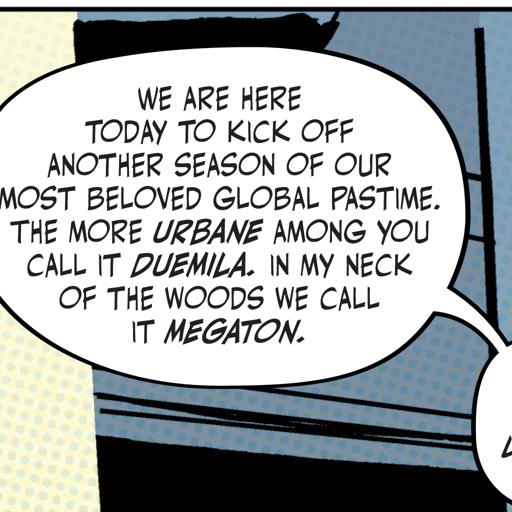 WE ARE HERE
TODAY TO KICK OFF
ANOTHER SEASON OF OUR
MOST BELOVED GLOBAL PASTIME.
THE MORE URBANE AMONG YOU
CALL IT DUEMILA. IN MY NECK
OF THE WOODS WE CALL
IT MEGATON.